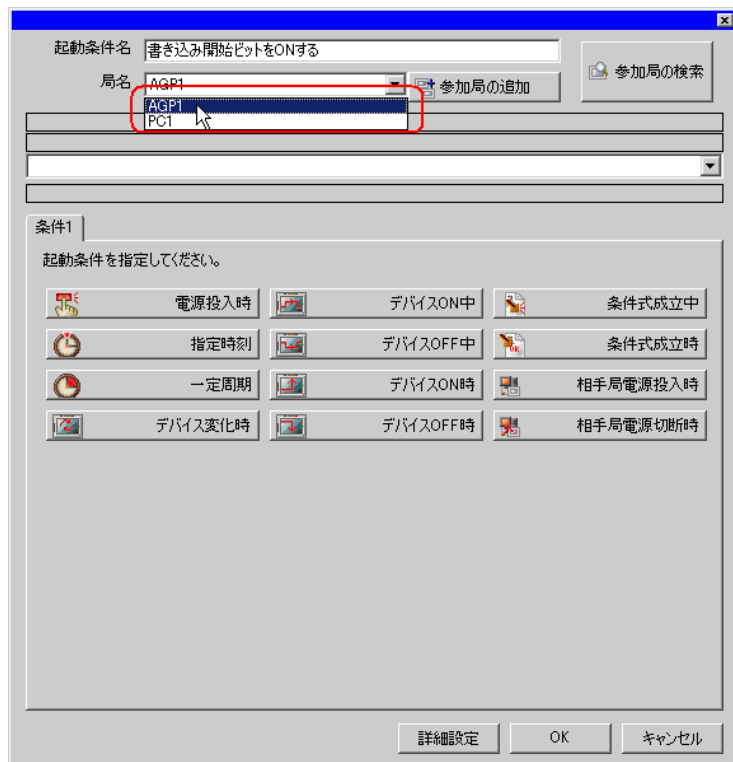 起動条件名 書き込み開始ビットをONする
参加局の検索
局名 AGP1 参加局の追加
AGP1
PC1
条件1
起動条件を指定してください。
電源投入時 デバイスON中 条件式成立中
指定時刻 デバイスOFF中 条件式成立時
一定周期 デバイスON時 相手局電源投入時
デバイス変化時 デバイスOFF時 相手局電源切断時
詳細設定 OK キャンセル